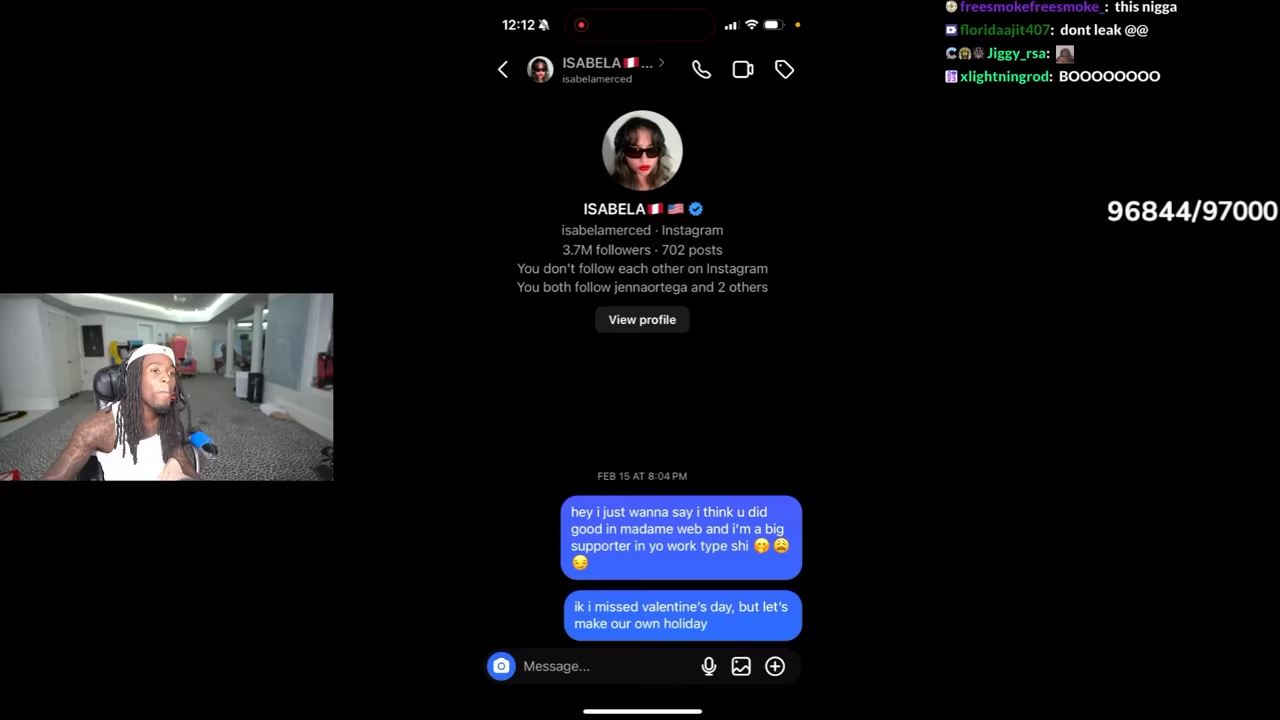 12:12
ISABELA🇵🇪...
isabelamerced
ISABELA🇵🇪🇺🇸
isabelamerced · Instagram
3.7M followers · 702 posts
You don't follow each other on Instagram
You both follow jennaortega and 2 others
View profile
FEB 15 AT 8:04 PM
hey i just wanna say i think u did
good in madame web and i'm a big
supporter in yo work type shi 🤭 😩
😏
ik i missed valentine's day, but let's
make our own holiday
Message...
freesmokefreesmoke_: this nigga
floridaajit407: dont leak @@
Jiggy_rsa:
xlightningrod: BOOOOOOOO
96844/97000